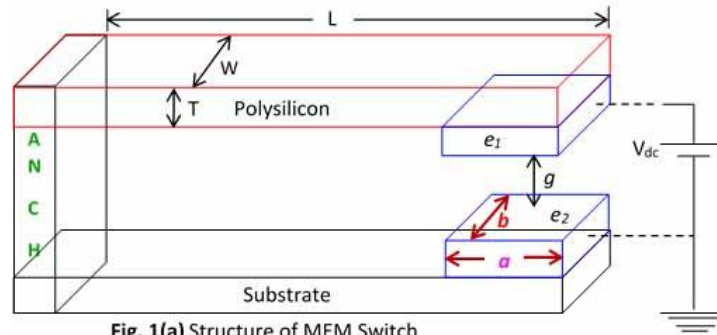 L
W
T
Polysilicon
A
N
C
H
e1
g
Vdc
b
e2
a
Substrate
Fig. 1(a) Structure of MEM Switch